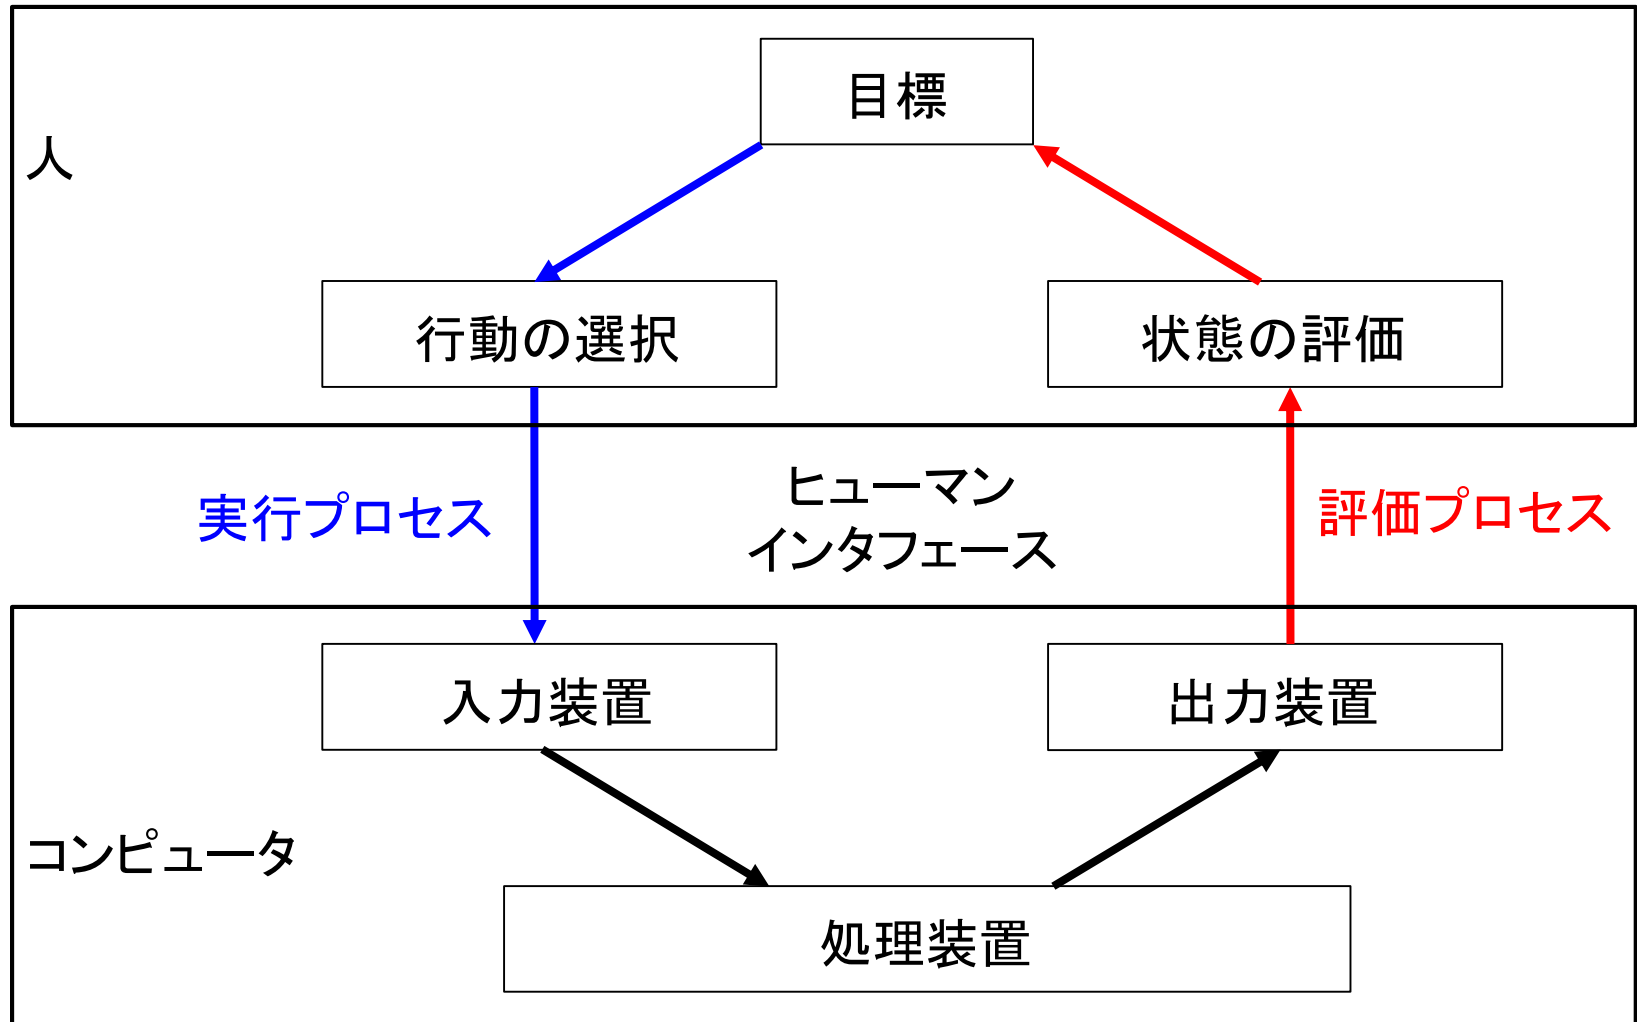 目標
人
行動の選択
状態の評価
ヒューマン
インタフェース
実行プロセス
評価プロセス
入力装置
出力装置
コンピュータ
処理装置